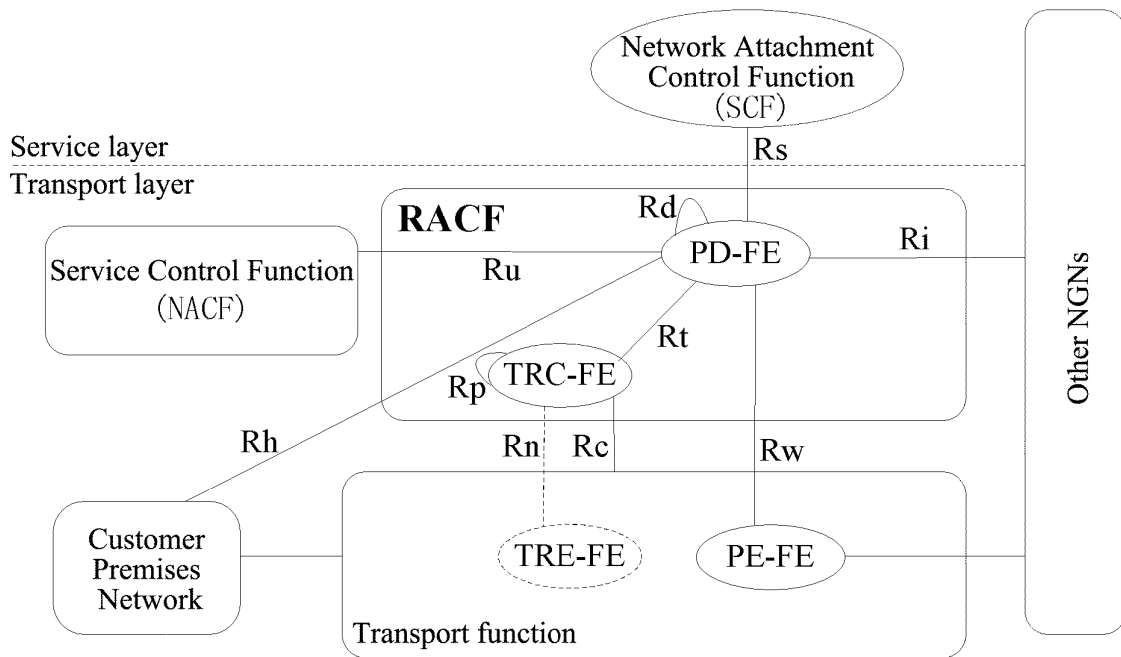 Network Attachment
Control Function
(SCF)
Service layer
Rs
Transport layer
RACF
Rd
PD-FE
Ri
Service Control Function
(NACF)
Ru
Rt
TRC-FE
Rp
Other NGNs
Rh
Rn
Rc
Rw
Customer
Premises
Network
TRE-FE
PE-FE
Transport function